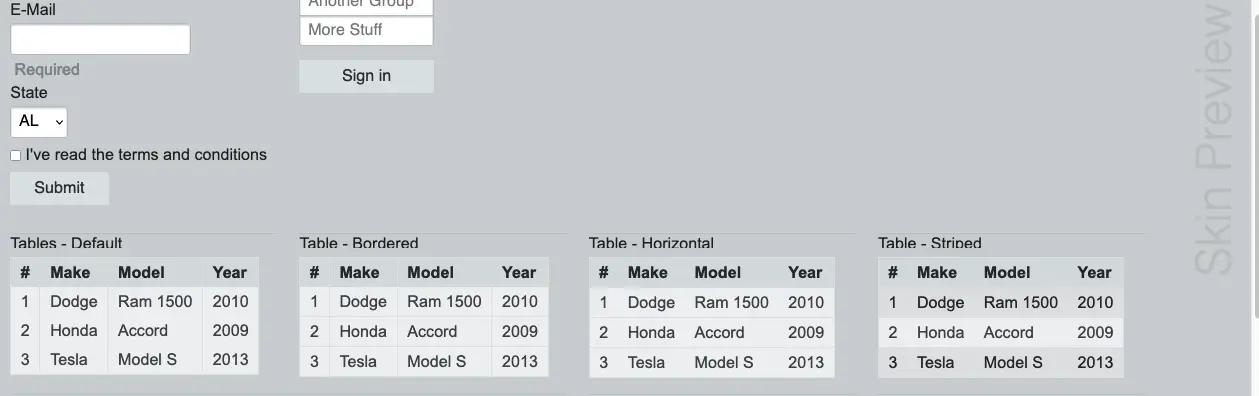 E-Mail
Required
State
AL
I've read the terms and conditions
Submit
Another Group
More Stuff
Sign in
Skin Preview
Tables - Default
# Make Model Year
1 Dodge Ram 1500 2010
2 Honda Accord 2009
3 Tesla Model S 2013
Table - Bordered
# Make Model Year
1 Dodge Ram 1500 2010
2 Honda Accord 2009
3 Tesla Model S 2013
Table - Horizontal
# Make Model Year
1 Dodge Ram 1500 2010
2 Honda Accord 2009
3 Tesla Model S 2013
Table - Striped
# Make Model Year
1 Dodge Ram 1500 2010
2 Honda Accord 2009
3 Tesla Model S 2013